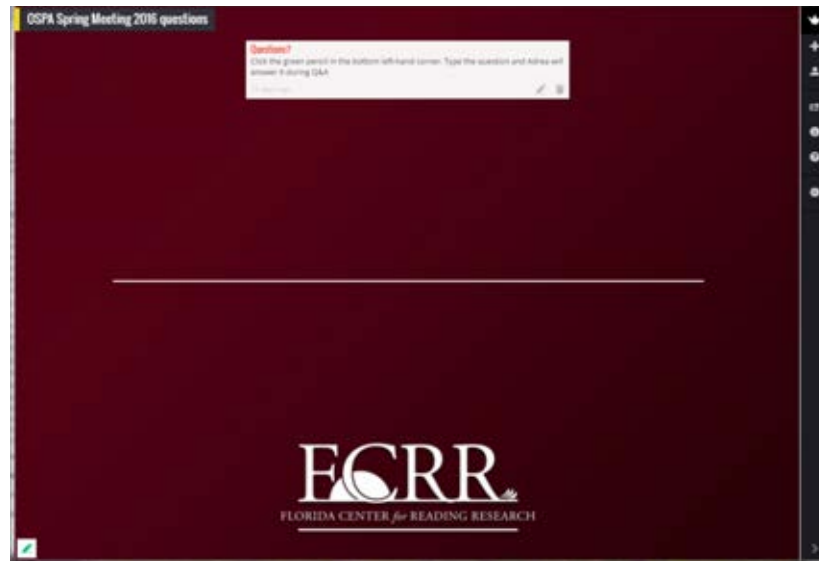 OSPA Spring Meeting 2016 questions
Questions?
Click the green pencil in the bottom left-hand corner. Type the question and Adrea will
answer it during Q&A
FCRR
FLORIDA CENTER for READING RESEARCH